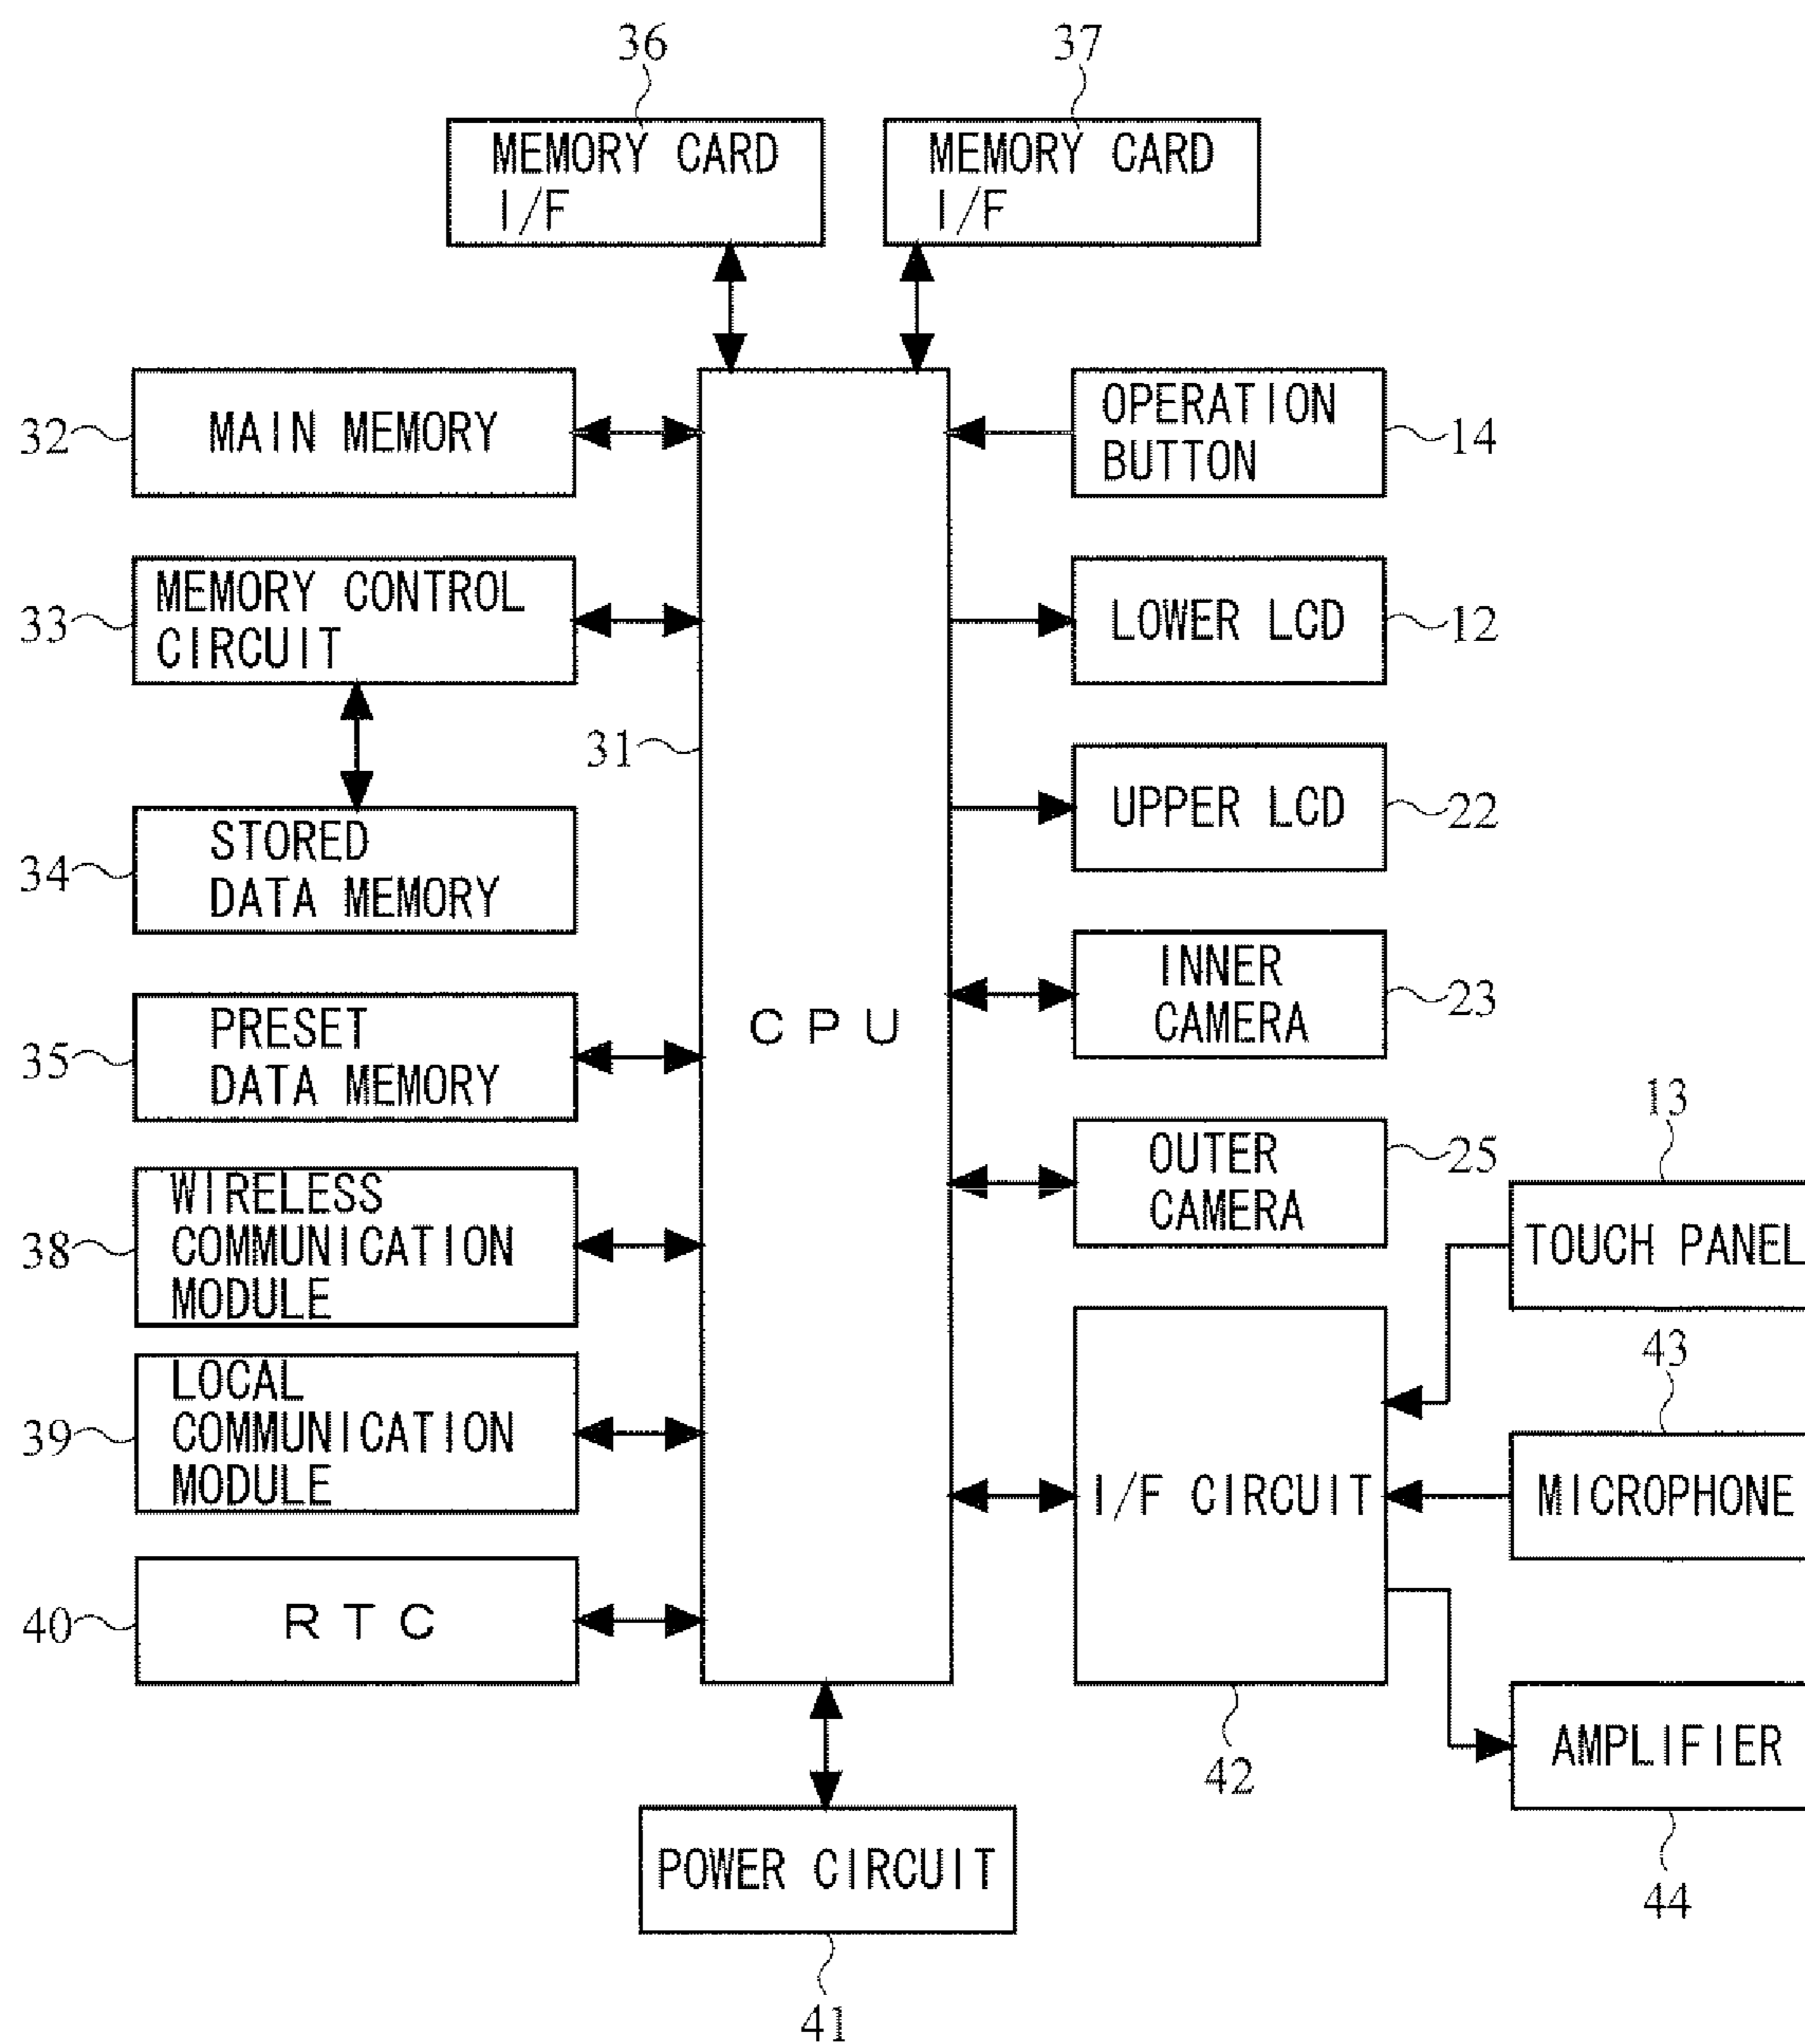 36
37
MEMORY CARD
I/F
MEMORY CARD
I/F
32
MAIN MEMORY
OPERATION
BUTTON
14
33
MEMORY CONTROL
CIRCUIT
LOWER LCD
12
31
34
STORED
DATA MEMORY
UPPER LCD
22
35
PRESET
DATA MEMORY
CPU
INNER
CAMERA
23
38
WIRELESS
COMMUNICATION
MODULE
OUTER
CAMERA
25
13
TOUCH PANEL
39
LOCAL
COMMUNICATION
MODULE
I/F CIRCUIT
43
MICROPHONE
40
RTC
42
AMPLIFIER
44
POWER CIRCUIT
41